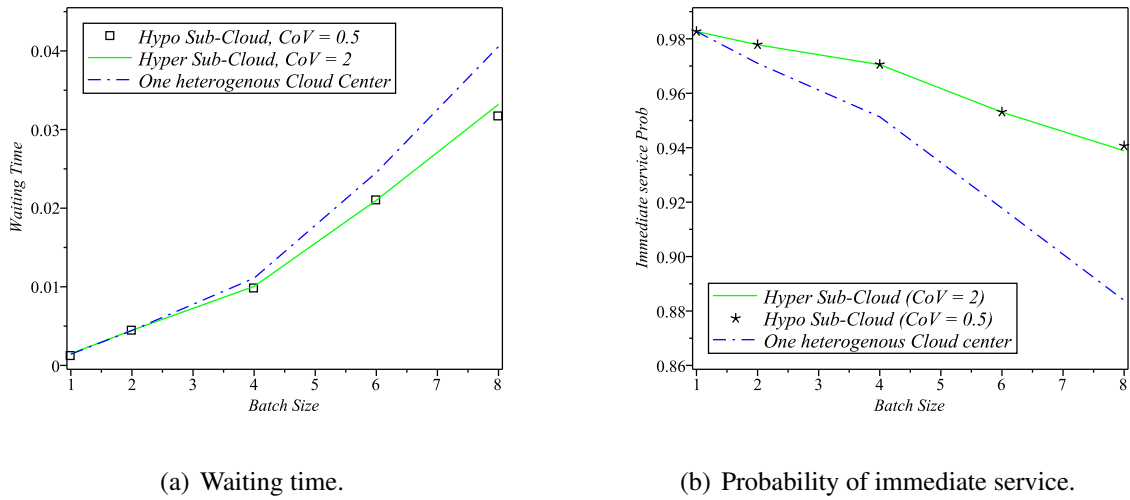 Hypo Sub-Cloud, CoV = 0.5
Hyper Sub-Cloud, CoV = 2
One heterogenous Cloud Center
0.04
0.03
0.02
0.01
0
Waiting Time
1 2 3 4 5 6 7 8
Batch Size
(a) Waiting time.
0.98
0.96
0.94
0.92
0.90
0.88
0.86
Immediate service Prob
Hyper Sub-Cloud (CoV = 2)
Hypo Sub-Cloud (CoV = 0.5)
One heterogenous Cloud center
1 2 3 4 5 6 7 8
Batch Size
(b) Probability of immediate service.